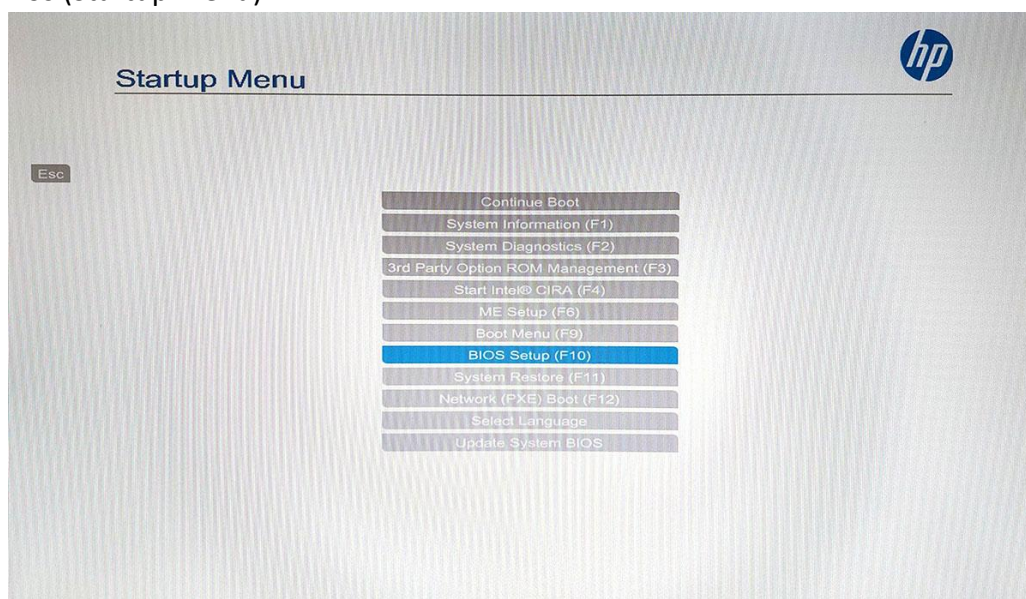 Startup Menu
hp
Esc
Continue Boot
System Information (F1)
System Diagnostics (F2)
3rd Party Option ROM Management (F3)
Start Intel® CIRA (F4)
ME Setup (F6)
Boot Menu (F9)
BIOS Setup (F10)
System Restore (F11)
Network (PXE) Boot (F12)
Select Language
Update System BIOS